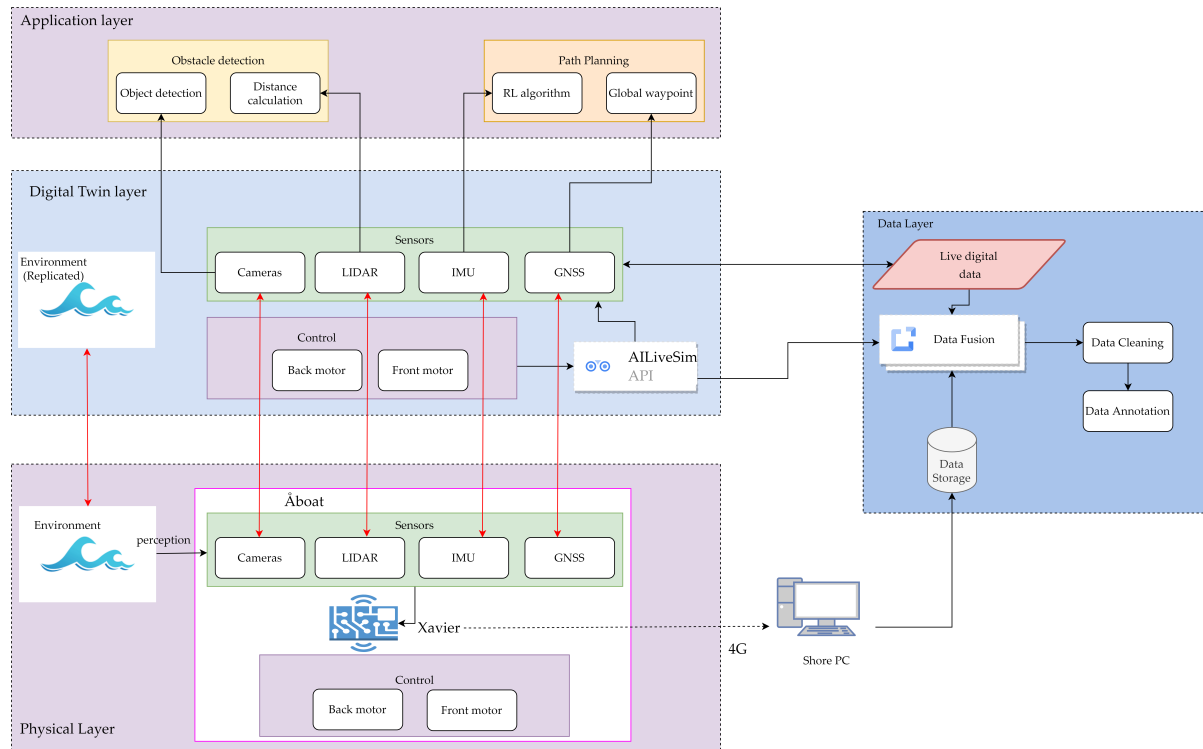 Application layer
Obstacle detection
Object detection
Distance
calculation
Path Planning
RL algorithm
Global waypoint
Digital Twin layer
Environment
(Replicated)
Sensors
Cameras
LIDAR
IMU
GNSS
Control
Back motor
Front motor
AILiveSim
API
Data Layer
Live digital
data
Data Fusion
Data Cleaning
Data Annotation
Data
Storage
Physical Layer
Environment
perception
Åboat
Sensors
Cameras
LIDAR
IMU
GNSS
Xavier
Control
Back motor
Front motor
4G
Shore PC